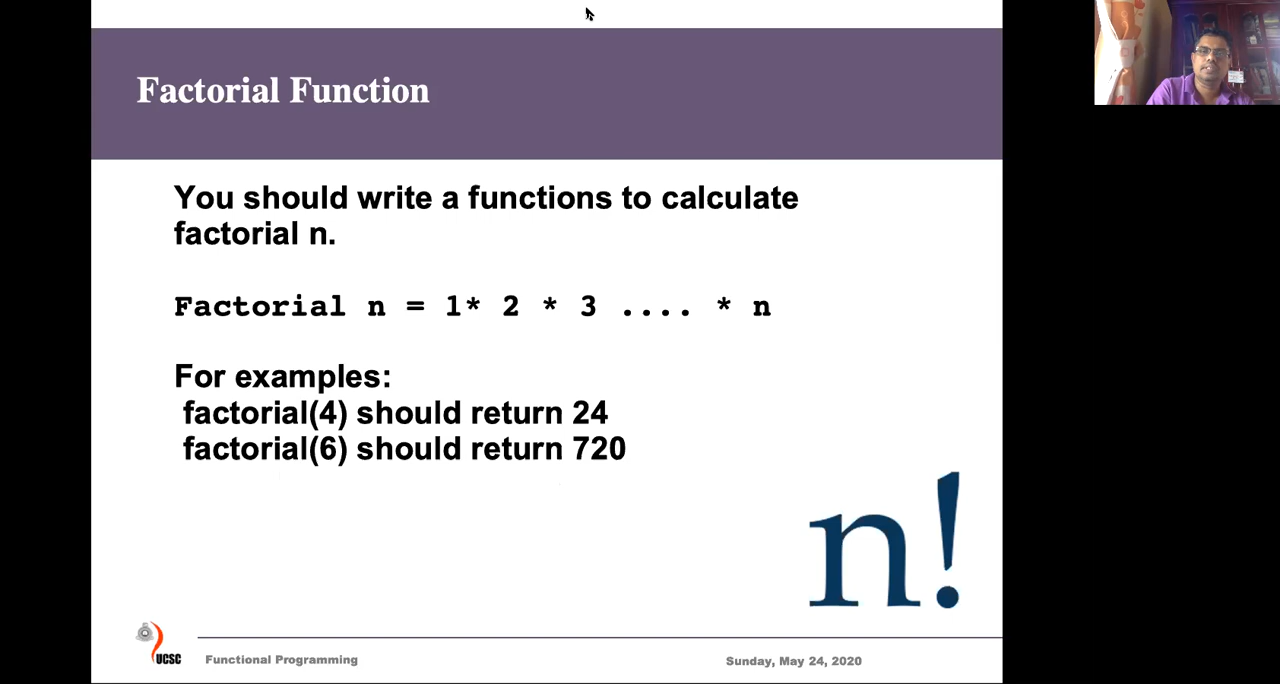 Factorial Function
You should write a functions to calculate
factorial n.
Factorial n = 1* 2 * 3 .... * n
For examples:
factorial(4) should return 24
factorial(6) should return 720
n!
UCSC
Functional Programming
Sunday, May 24, 2020